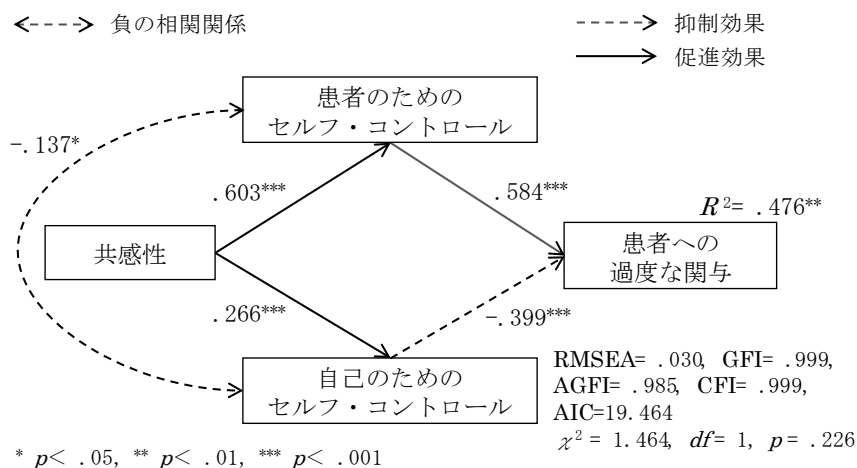 負の相関関係
抑制効果
促進効果
患者のための
セルフ・コントロール
-.137*
.603***
.584***
R²= .476**
共感性
患者への
過度な関与
.266***
-.399***
自己のための
セルフ・コントロール
RMSEA= .030, GFI= .999,
AGFI= .985, CFI= .999,
AIC=19.464
χ²= 1.464, df= 1, p= .226
* p< .05, ** p< .01, *** p< .001